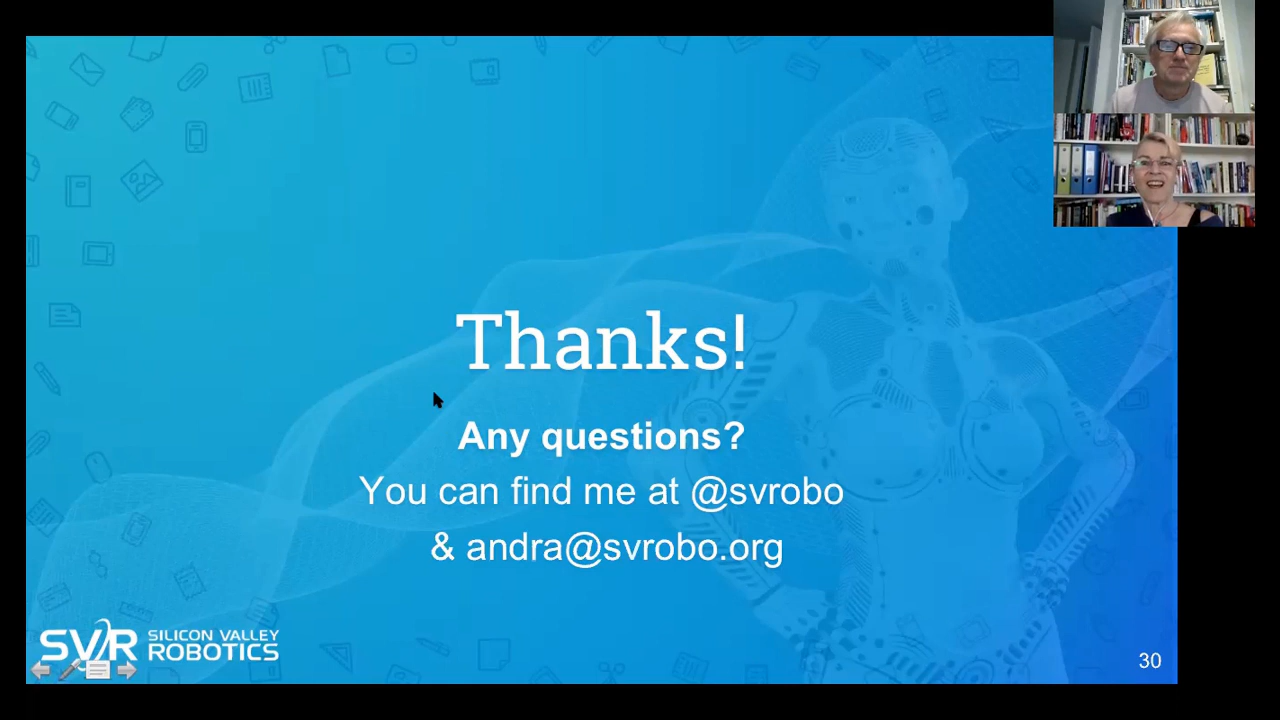 Thanks!
Any questions?
You can find me at @svrobo
& andra@svrobo.org
SVR SILICON VALLEY
ROBOTICS
30